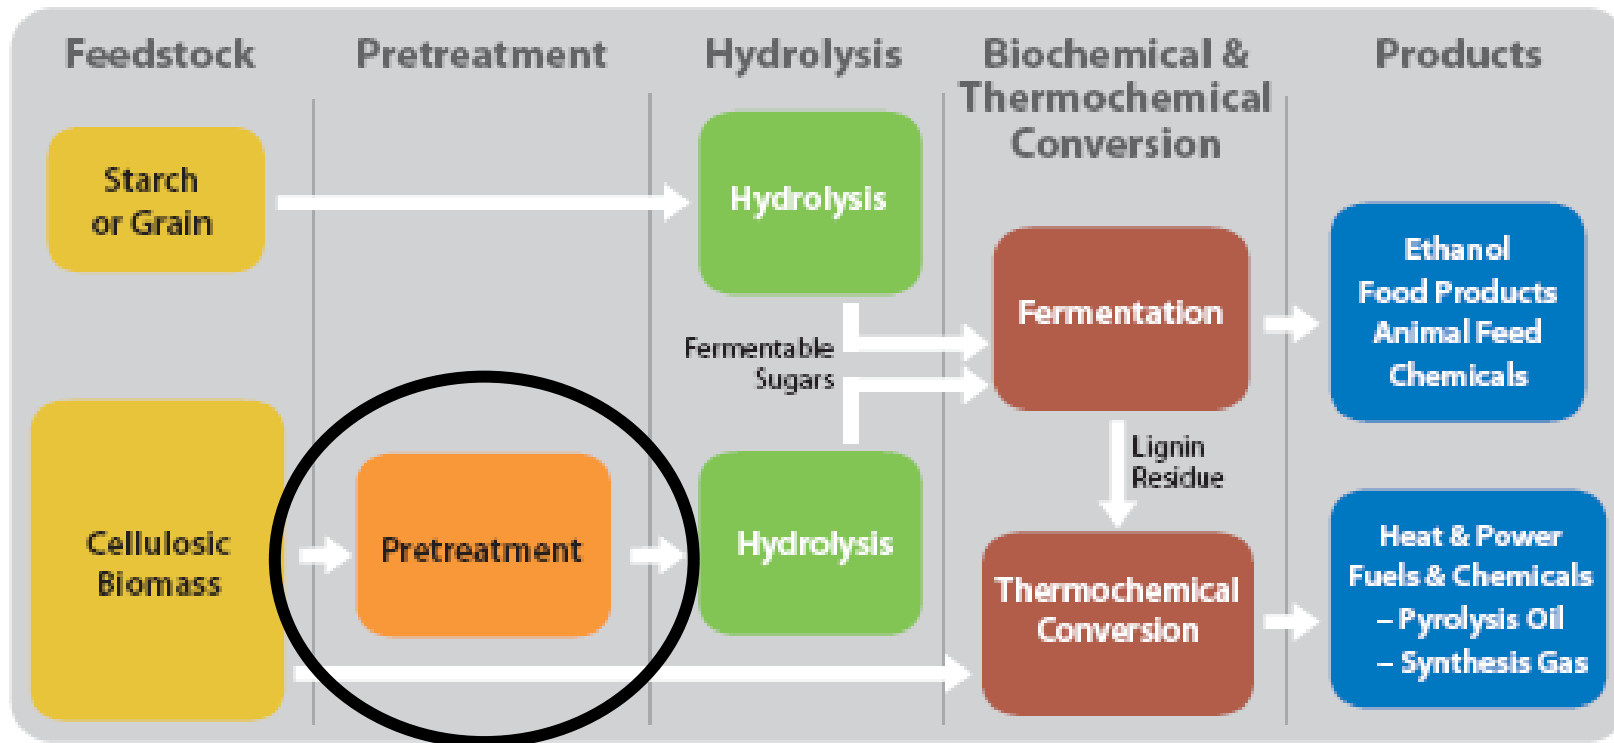 Feedstock
Pretreatment
Hydrolysis
Biochemical &
Thermochemical
Conversion
Products
Starch
or Grain
Hydrolysis
Fermentable
Sugars
Fermentation
Ethanol
Food Products
Animal Feed
Chemicals
Cellulosic
Biomass
Pretreatment
Hydrolysis
Lignin
Residue
Thermochemical
Conversion
Heat & Power
Fuels & Chemicals
– Pyrolysis Oil
– Synthesis Gas